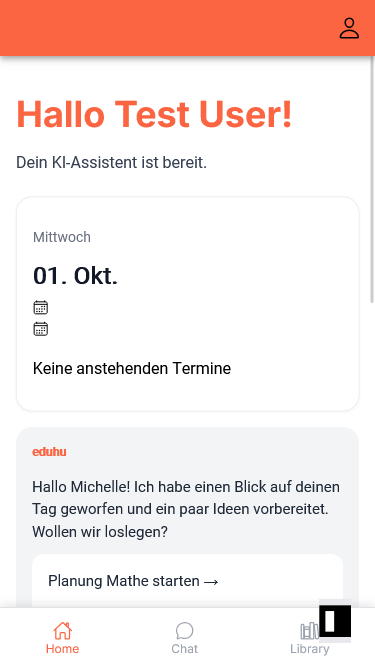 Hallo Test User!
Dein KI-Assistent ist bereit.
Mittwoch
01. Okt.
Keine anstehenden Termine
eduhu
Hallo Michelle! Ich habe einen Blick auf deinen
Tag geworfen und ein paar Ideen vorbereitet.
Wollen wir loslegen?
Planung Mathe starten →
Home
Chat
Library